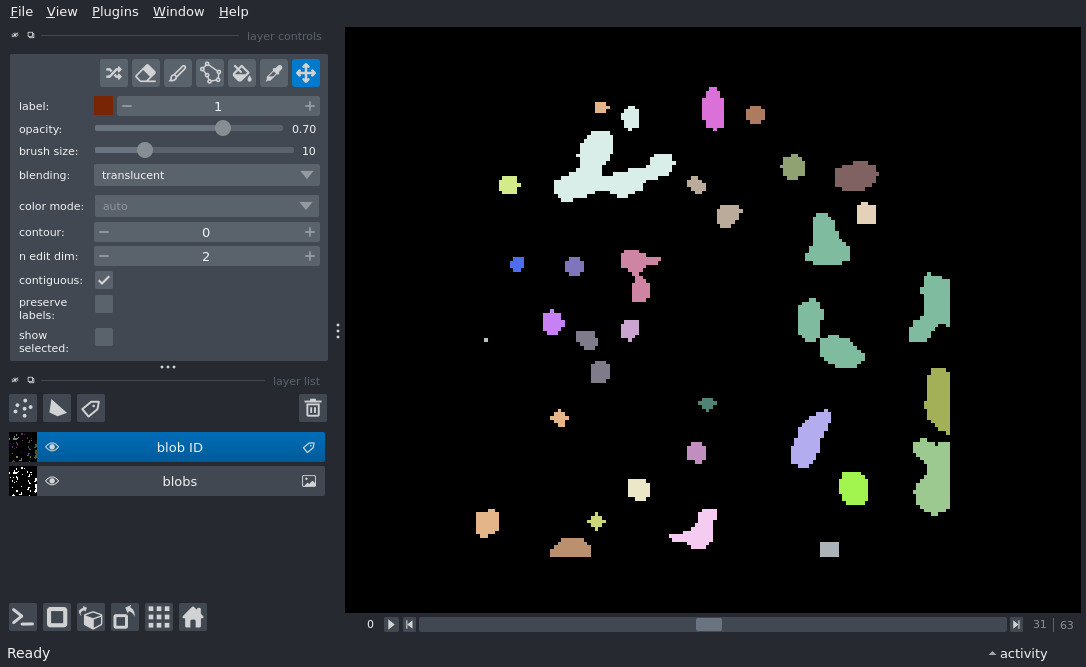 File View Plugins Window Help
layer controls
label: 1
opacity: 0.70
brush size: 10
blending: translucent
color mode: auto
contour: 0
n edit dim: 2
contiguous:
preserve
labels:
show
selected:
layer list
blob ID
blobs
0 31 | 63
Ready activity